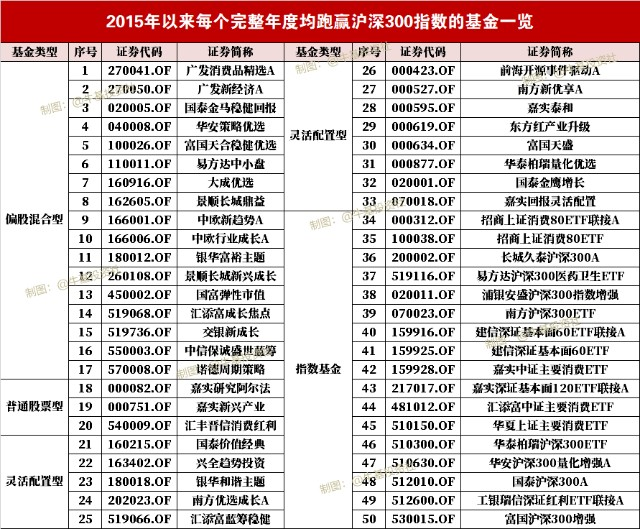 2015年以来每个完整年度均跑赢沪深300指数的基金一览
基金类型 序号 证券代码 证券简称 基金类型 序号 证券代码 证券简称
偏股混合型
1 270041.OF 广发消费品精选A
2 270050.OF 广发新经济A
3 020005.OF 国泰金马稳健回报
4 040008.OF 华安策略优选
5 100026.OF 富国天合稳健优选
6 110011.OF 易方达中小盘
7 160916.OF 大成优选
8 162605.OF 景顺长城鼎益
9 166001.OF 中欧新趋势A
10 166006.OF 中欧行业成长A
11 180012.OF 银华富裕主题
12 260108.OF 景顺长城新兴成长
13 450002.OF 国富弹性市值
14 519068.OF 汇添富成长焦点
15 519736.OF 交银新成长
16 550003.OF 中信保诚盛世蓝筹
17 570008.OF 诺德周期策略
普通股票型
18 000082.OF 嘉实研究阿尔法
19 000751.OF 嘉实新兴产业
20 540009.OF 汇丰晋信消费红利
灵活配置型
21 160215.OF 国泰价值经典
22 163402.OF 兴全趋势投资
23 180018.OF 银华和谐主题
24 202023.OF 南方优选成长A
25 519066.OF 汇添富蓝筹稳健
灵活配置型
26 000423.OF 前海开源事件驱动A
27 000527.OF 南方新优享A
28 000595.OF 嘉实泰和
29 000619.OF 东方红产业升级
30 000634.OF 富国天盛
31 000877.OF 华泰柏瑞量化优选
32 020001.OF 国泰金鹰增长
33 070018.OF 嘉实回报灵活配置
指数基金
34 000312.OF 招商上证消费80ETF联接A
35 100038.OF 招商上证消费80ETF
36 200002.OF 长城久泰沪深300A
37 519116.OF 易方达沪深300医药卫生ETF
38 020011.OF 浦银安盛沪深300指数增强
39 070023.OF 南方沪深300ETF
40 159916.OF 建信深证基本面60ETF联接A
41 159925.OF 建信深证基本面60ETF
42 159928.OF 嘉实中证主要消费ETF
43 217017.OF 嘉实深证基本面120ETF联接A
44 481012.OF 汇添富中证主要消费ETF
45 510150.OF 华夏上证主要消费ETF
46 510300.OF 华泰柏瑞沪深300ETF
47 510630.OF 华安沪深300量化增强A
48 512010.OF 国泰沪深300A
49 512600.OF 工银瑞信深证红利ETF联接A
50 530015.OF 富国沪深300增强